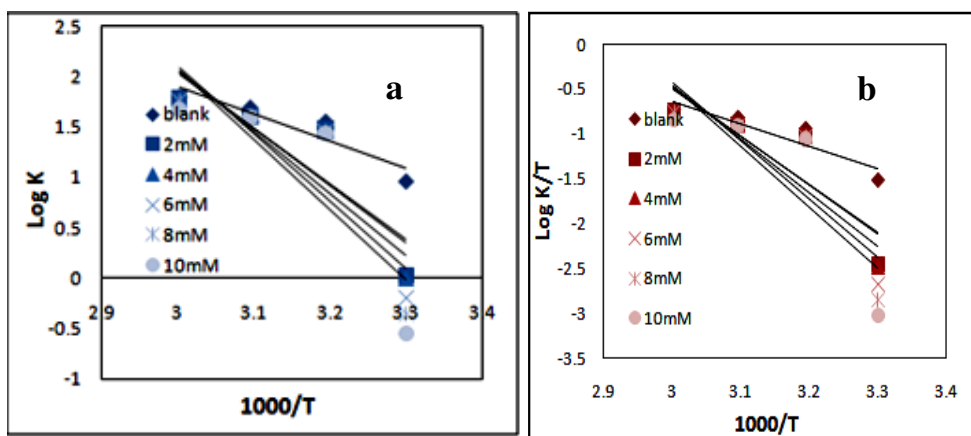 a
Log K
2.5
2
1.5
1
0.5
0
-0.5
-1
2.9
3
3.1
3.2
3.3
3.4
blank
2mM
4mM
6mM
8mM
10mM
1000/T
b
Log K/T
0
-0.5
-1
-1.5
-2
-2.5
-3
-3.5
2.9
3
3.1
3.2
3.3
3.4
blank
2mM
4mM
6mM
8mM
10mM
1000/T